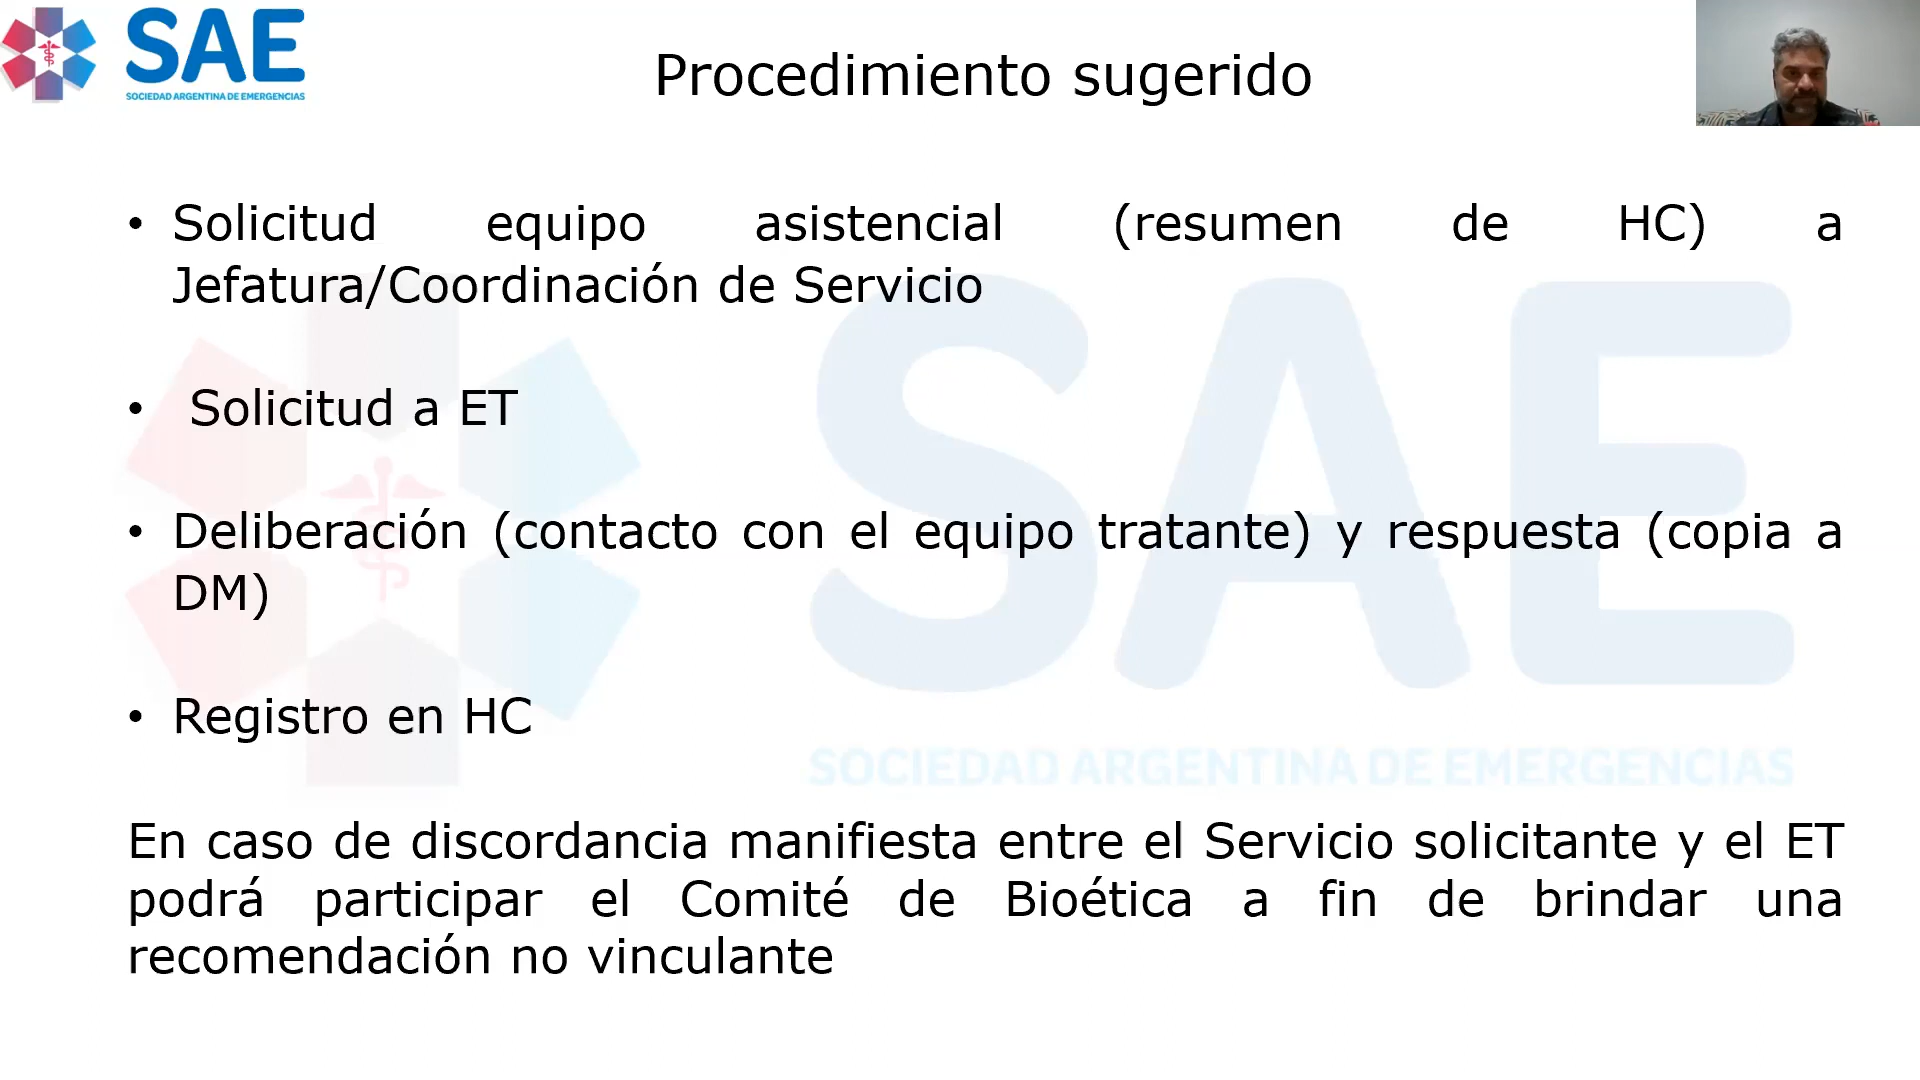 SAE
SOCIEDAD ARGENTINA DE EMERGENCIAS
Procedimiento sugerido
• Solicitud equipo asistencial (resumen de HC) a
Jefatura/Coordinación de Servicio
• Solicitud a ET
• Deliberación (contacto con el equipo tratante) y respuesta (copia a
DM)
• Registro en HC
En caso de discordancia manifiesta entre el Servicio solicitante y el ET
podrá participar el Comité de Bioética a fin de brindar una
recomendación no vinculante
SAE
SOCIEDAD ARGENTINA DE EMERGENCIAS